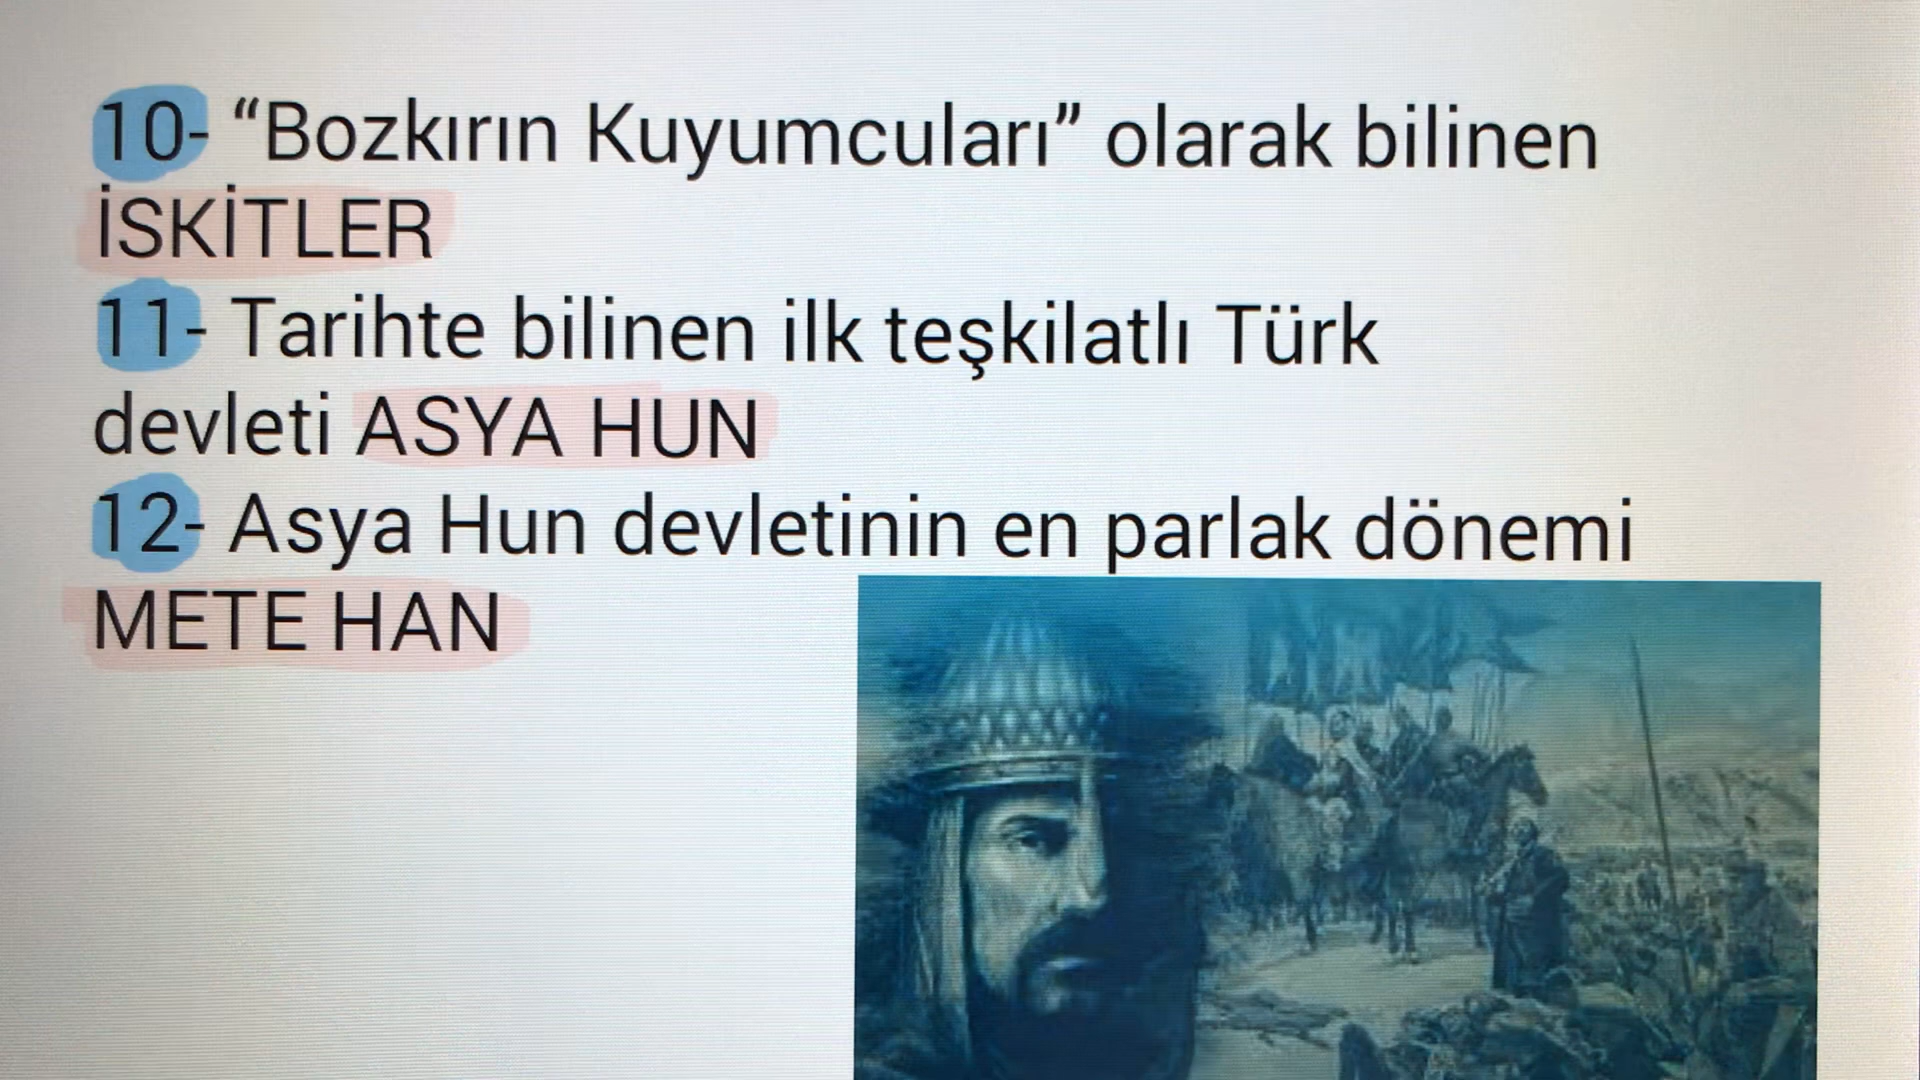 10- “Bozkırın Kuyumcuları” olarak bilinen
İSKİTLER
11- Tarihte bilinen ilk teşkilatlı Türk
devleti ASYA HUN
12- Asya Hun devletinin en parlak dönemi
METE HAN